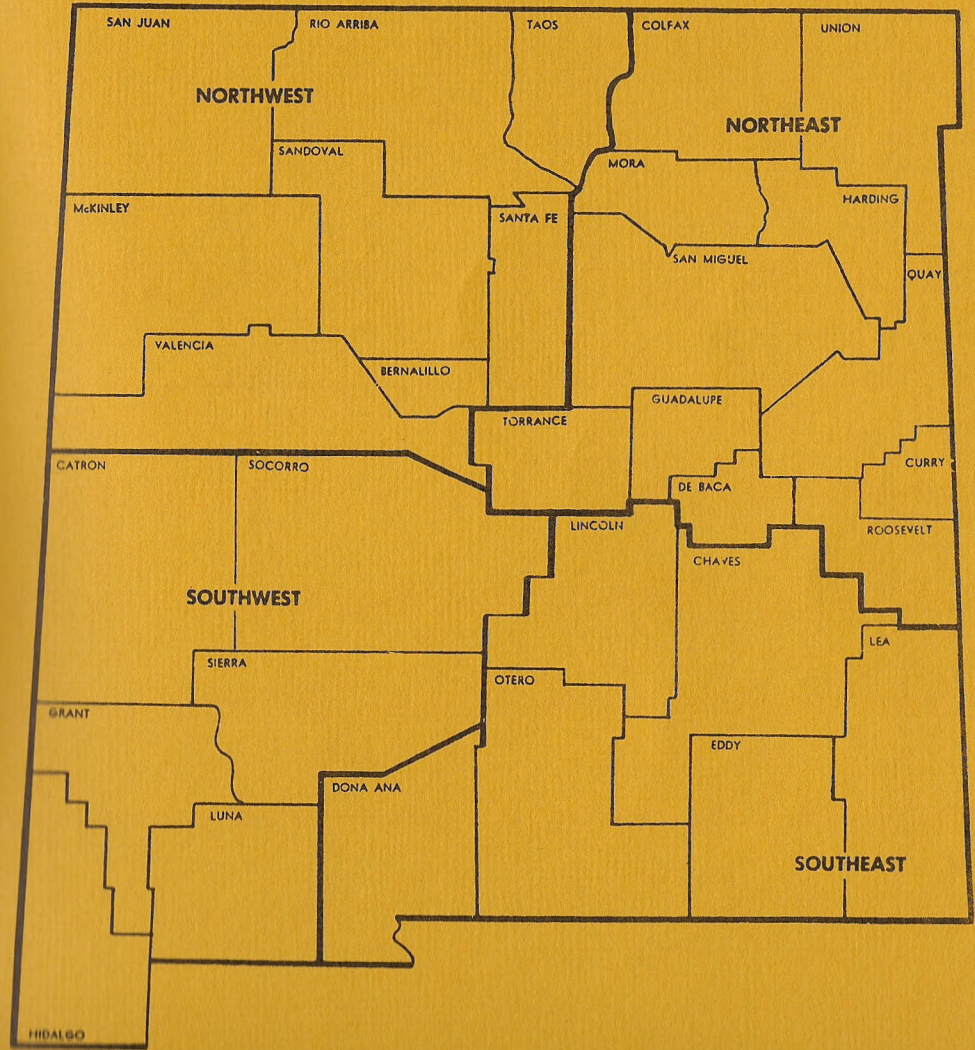 SAN JUAN
RIO ARRIBA
TAOS
COLFAX
UNION
NORTHWEST
NORTHEAST
SANDOVAL
MORA
McKINLEY
SANTA FE
HARDING
SAN MIGUEL
QUAY
VALENCIA
BERNALILLO
GUADALUPE
TORRANCE
CATRON
SOCORRO
CURRY
DE BACA
LINCOLN
ROOSEVELT
CHAVES
SOUTHWEST
LEA
SIERRA
OTERO
GRANT
EDDY
DONA ANA
LUNA
SOUTHEAST
HIDALGO